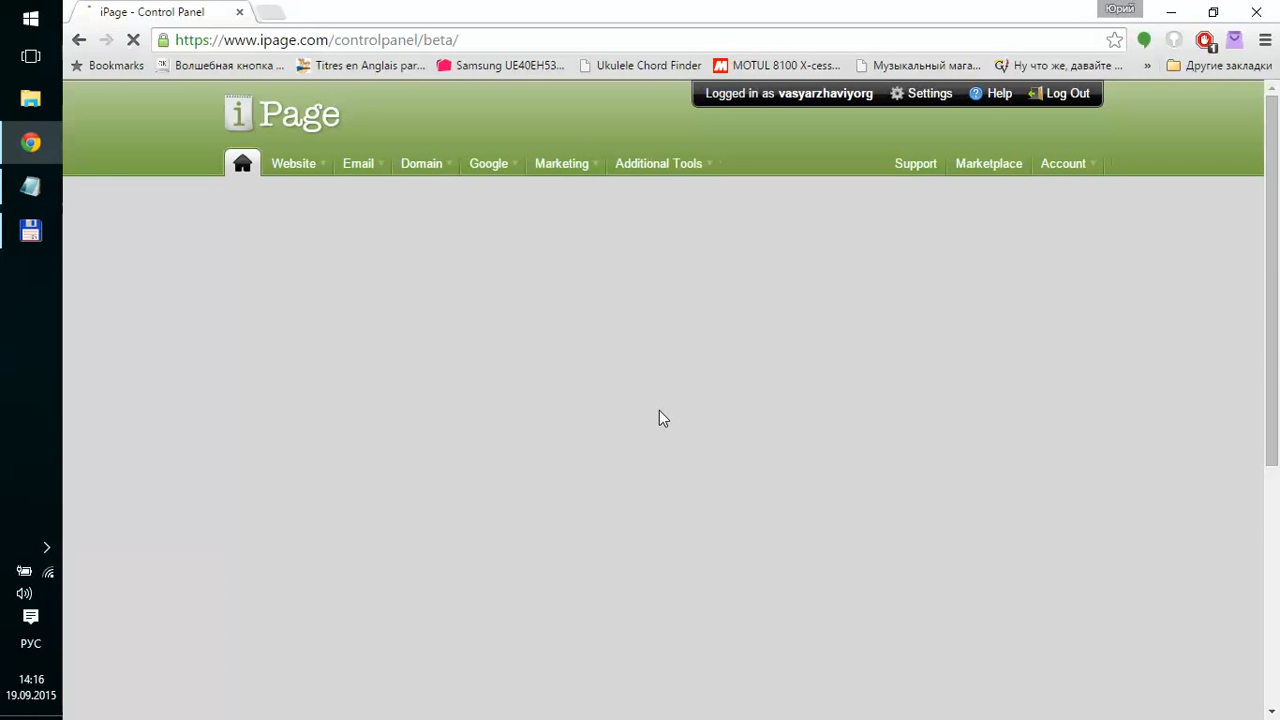 iPage - Control Panel
Юрий
https://www.ipage.com/controlpanel/beta/
1
Bookmarks
Волшебная кнопка ...
Titres en Anglais par...
Samsung UE40EH53...
Ukulele Chord Finder
MOTUL 8100 X-cess...
Музыкальный мага...
Ну что же, давайте ...
»
Другие закладки
Logged in as vasyarzhaviyorg
Settings
Help
Log Out
iPage
Website
Email
Domain
Google
Marketing
Additional Tools
Support
Marketplace
Account
РУС
14:16
19.09.2015